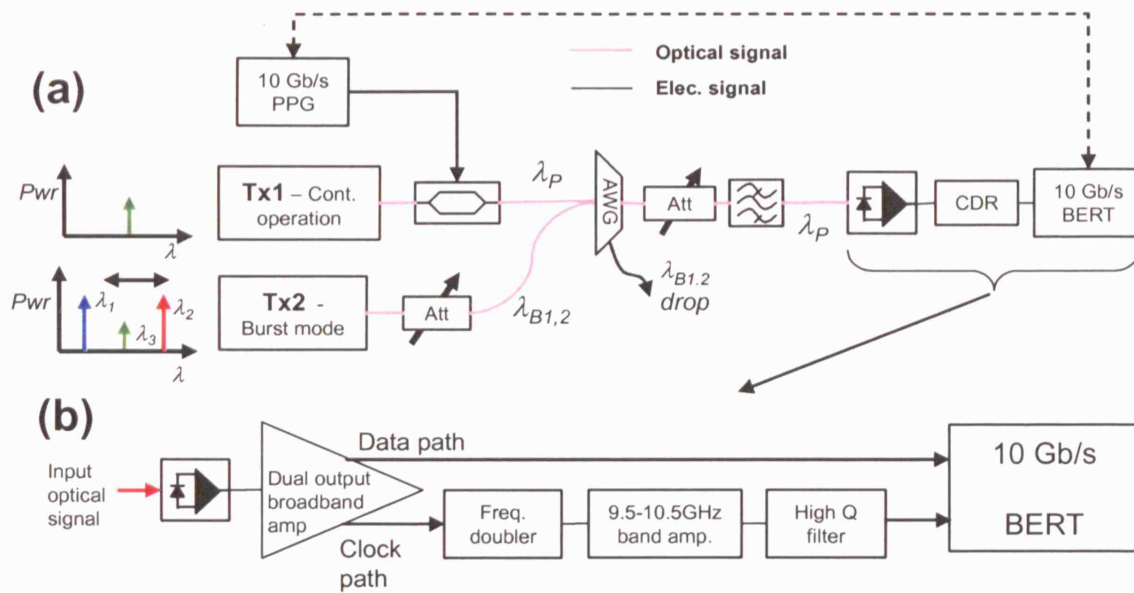 (a)
10 Gb/s
PPG
Optical signal
Elec. signal
Pwr
λ
Tx1 – Cont.
operation
λP
AWG
Att
λP
CDR
10 Gb/s
BERT
Pwr
λ1
λ2
λ3
λ
Tx2 -
Burst mode
Att
λB1,2
λB1.2
drop
(b)
Input
optical
signal
Dual output
broadband
amp
Data path
Clock
path
Freq.
doubler
9.5-10.5GHz
band amp.
High Q
filter
10 Gb/s
BERT